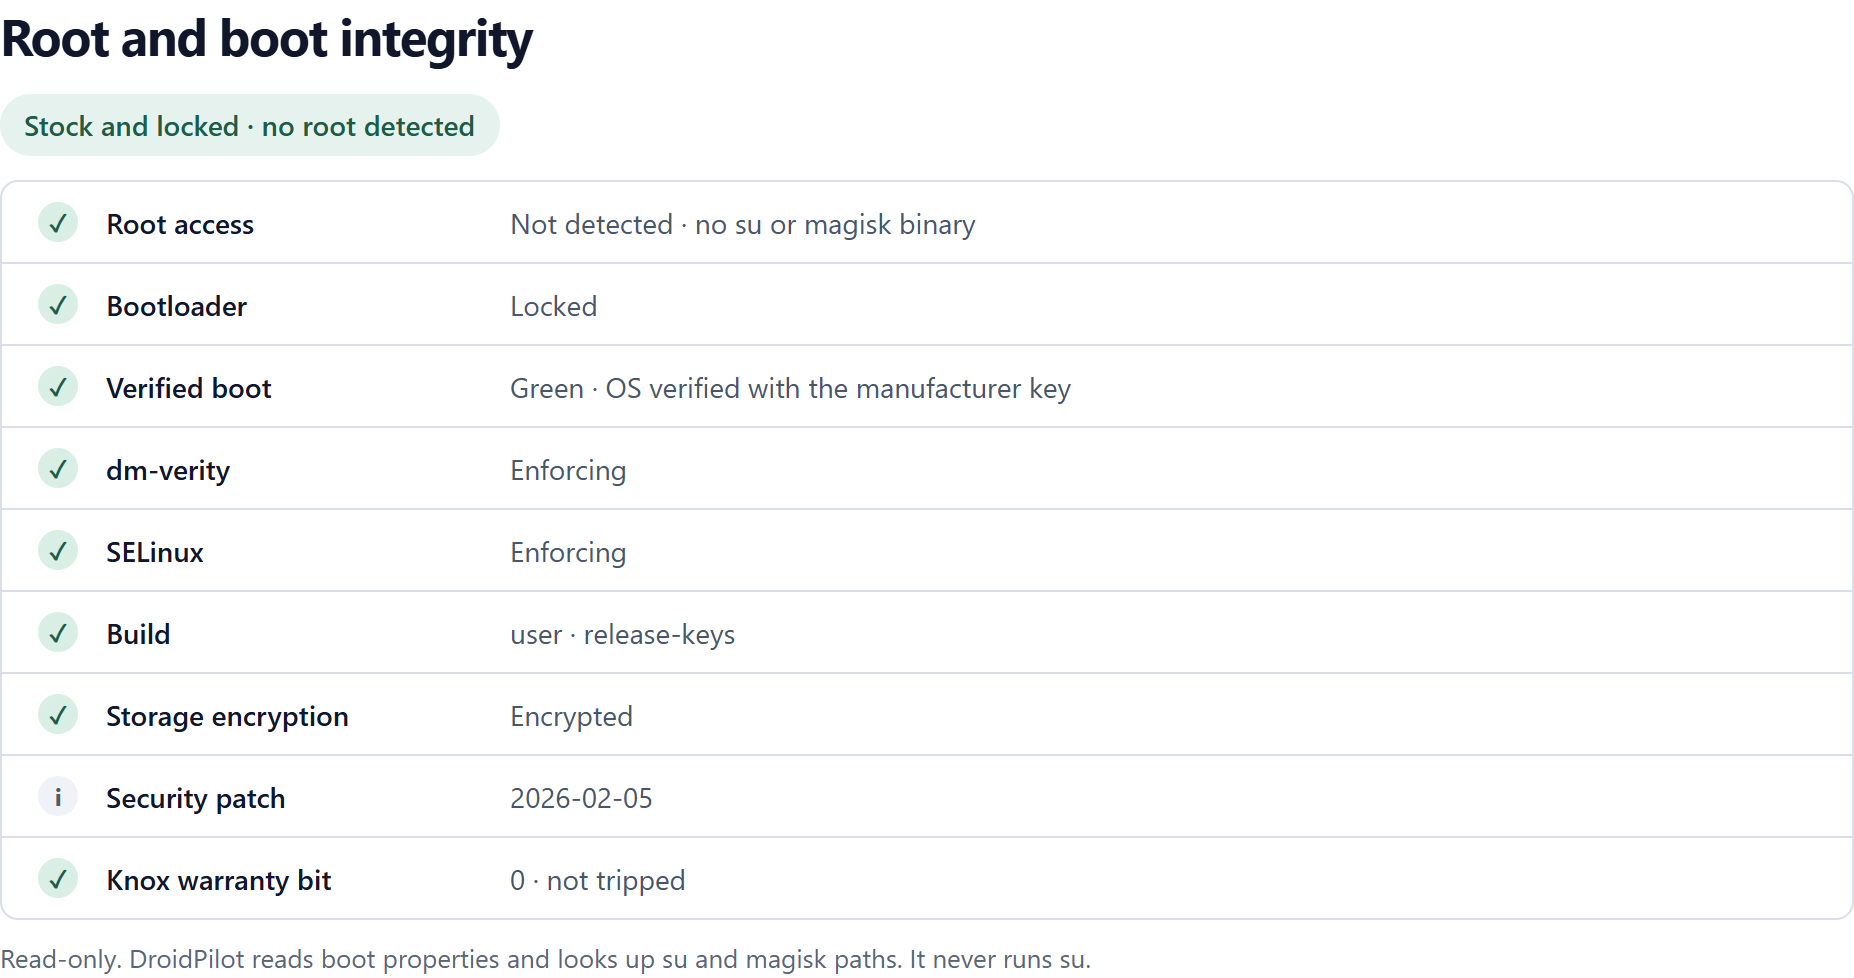 Root and boot integrity
Stock and locked · no root detected
✓ Root access Not detected · no su or magisk binary
✓ Bootloader Locked
✓ Verified boot Green · OS verified with the manufacturer key
✓ dm-verity Enforcing
✓ SELinux Enforcing
✓ Build user · release-keys
✓ Storage encryption Encrypted
i Security patch 2026-02-05
✓ Knox warranty bit 0 · not tripped
Read-only. DroidPilot reads boot properties and looks up su and magisk paths. It never runs su.